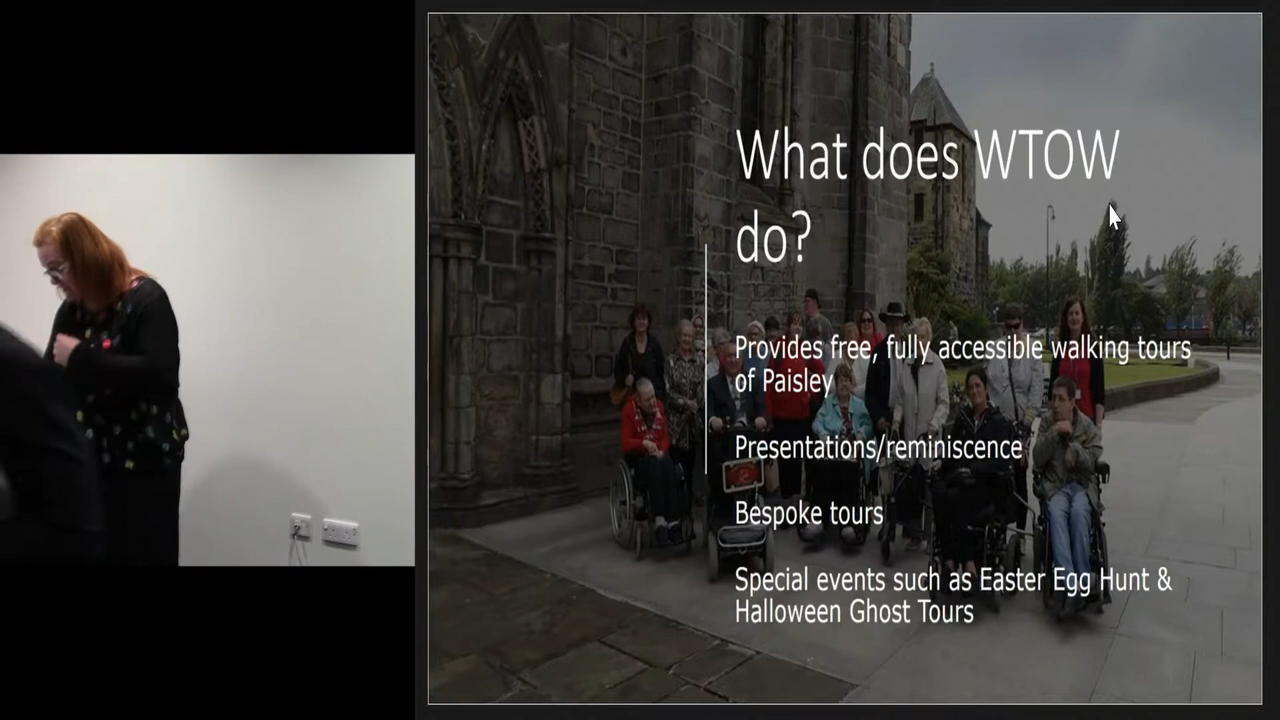 What does WTOW
do?
Provides free, fully accessible walking tours
of Paisley
Presentations/reminiscence
Bespoke tours
Special events such as Easter Egg Hunt &
Halloween Ghost Tours